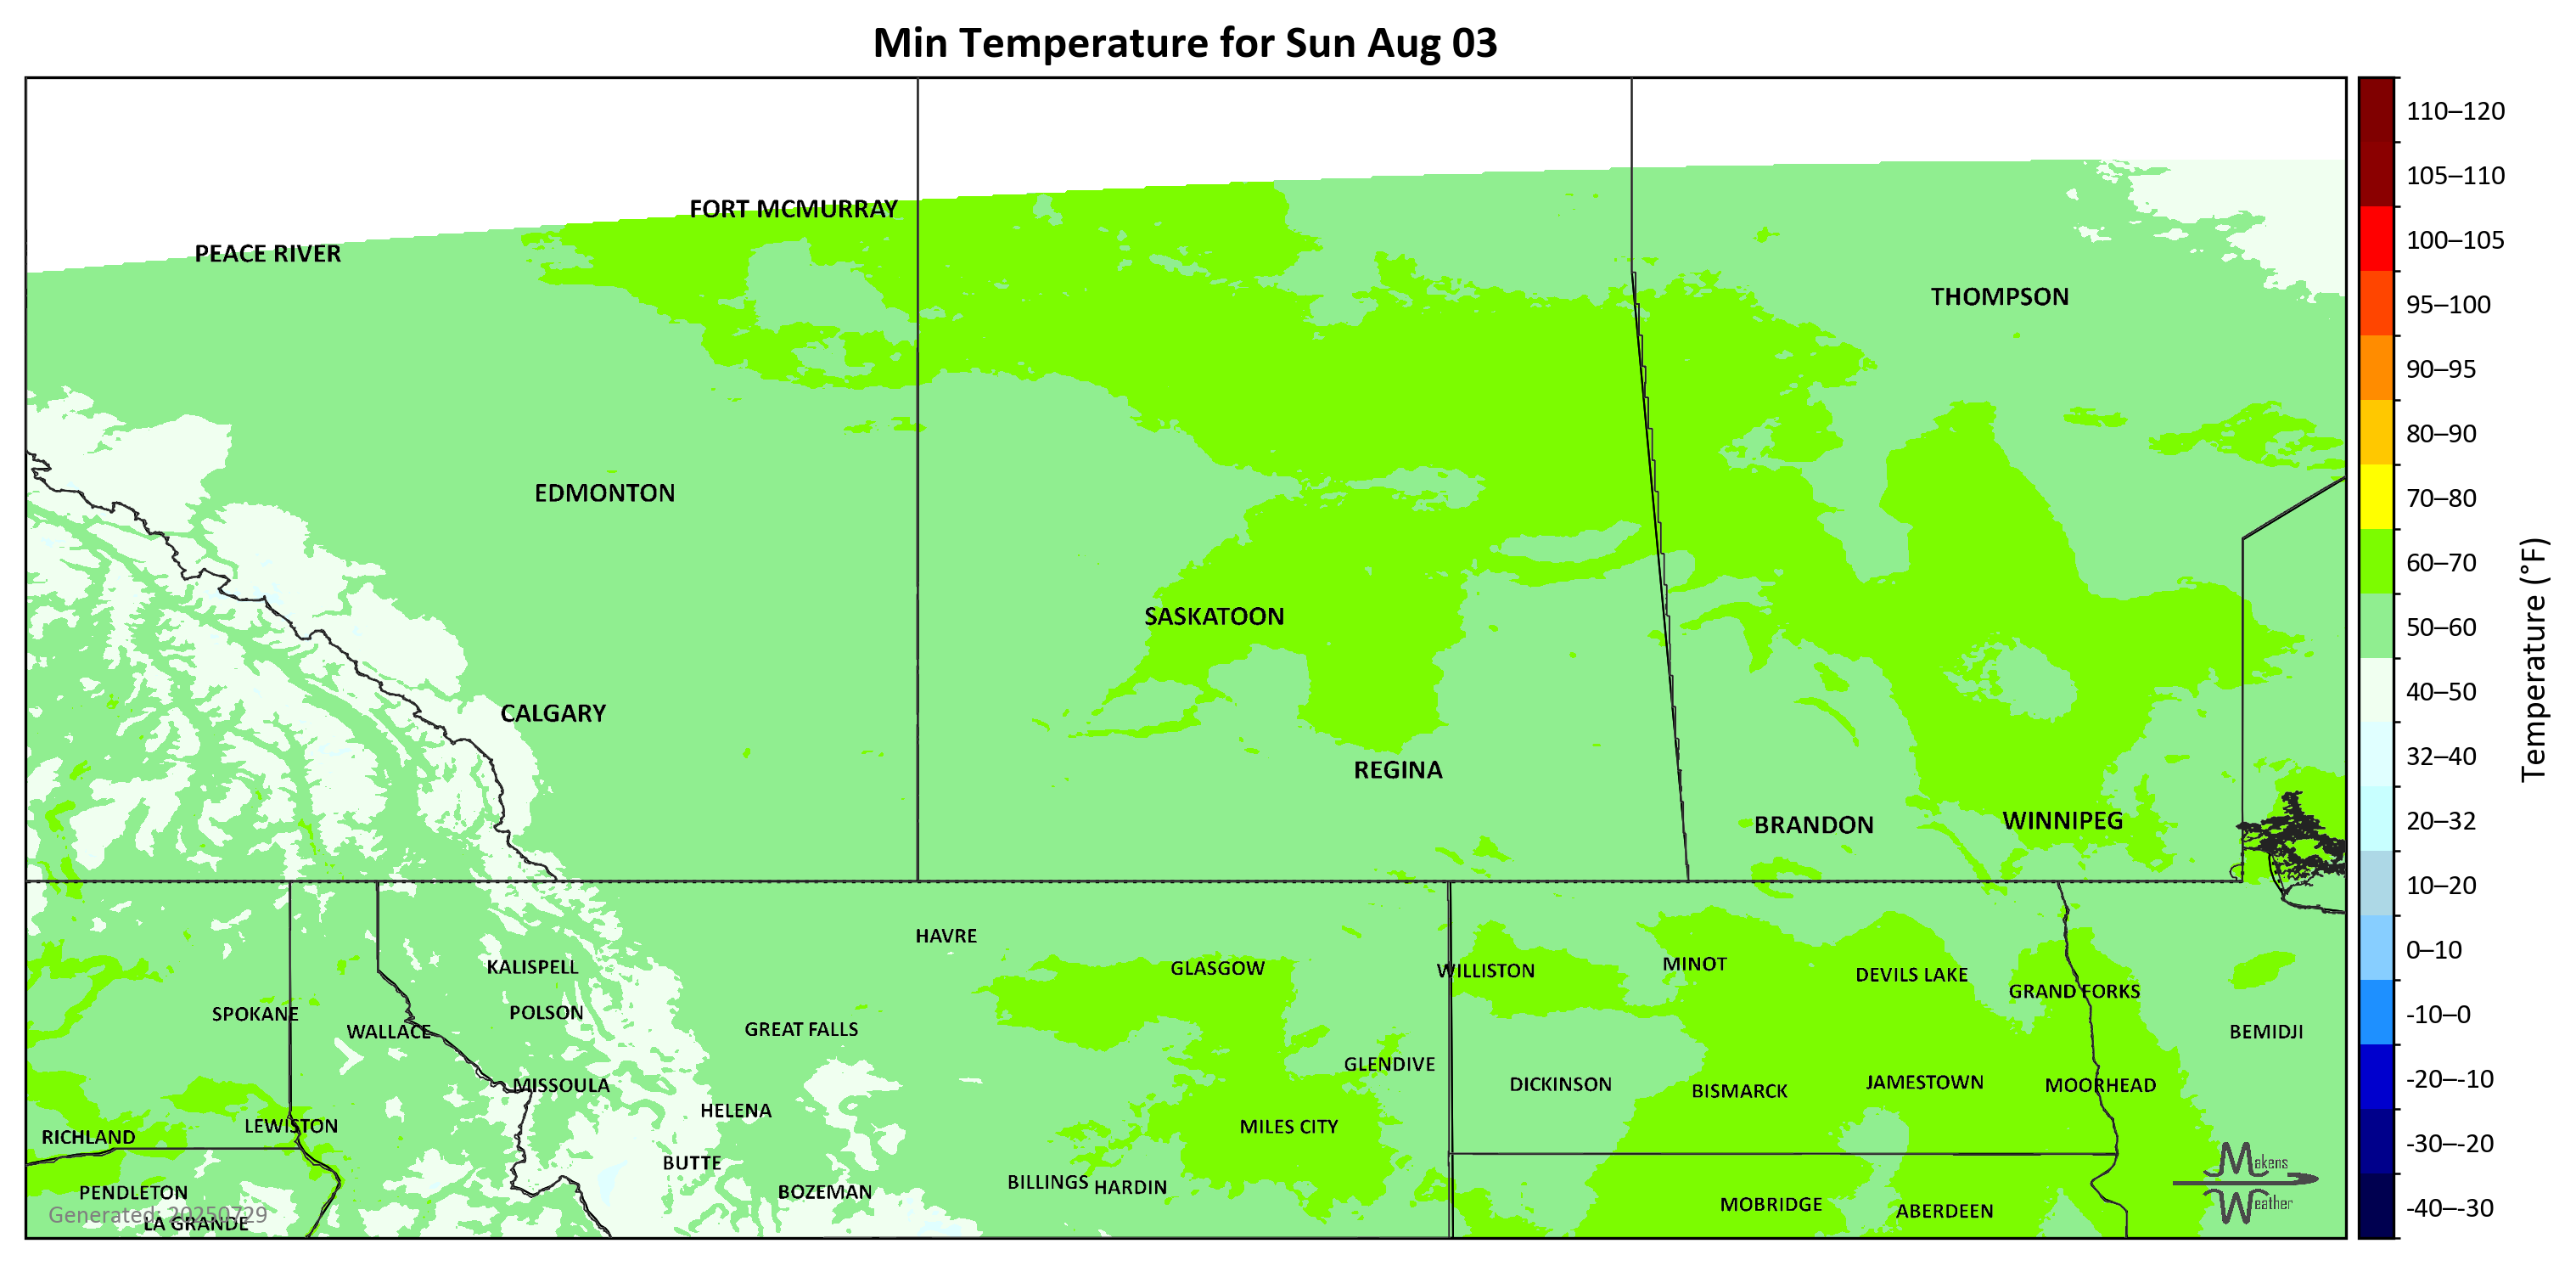 Min Temperature for Sun Aug 03
FORT MCMURRAY
PEACE RIVER
THOMPSON
EDMONTON
SASKATOON
CALGARY
REGINA
BRANDON
WINNIPEG
HAVRE
KALISPELL
GLASGOW
WILLISTON
MINOT
DEVILS LAKE
GRAND FORKS
SPOKANE
POLSON
WALLACE
GREAT FALLS
BEMIDJI
GLENDIVE
MISSOULA
DICKINSON
BISMARCK
JAMESTOWN
MOORHEAD
HELENA
LEWISTON
MILES CITY
RICHLAND
BUTTE
PENDLETON
BOZEMAN
BILLINGS
HARDIN
MOBRIDGE
ABERDEEN
Generated: 20250729
LA GRANDE
Makens
Weather
110–120
105–110
100–105
95–100
90–95
80–90
70–80
60–70
50–60
40–50
32–40
20–32
10–20
0–10
-10–0
-20–-10
-30–-20
-40–-30
Temperature (°F)